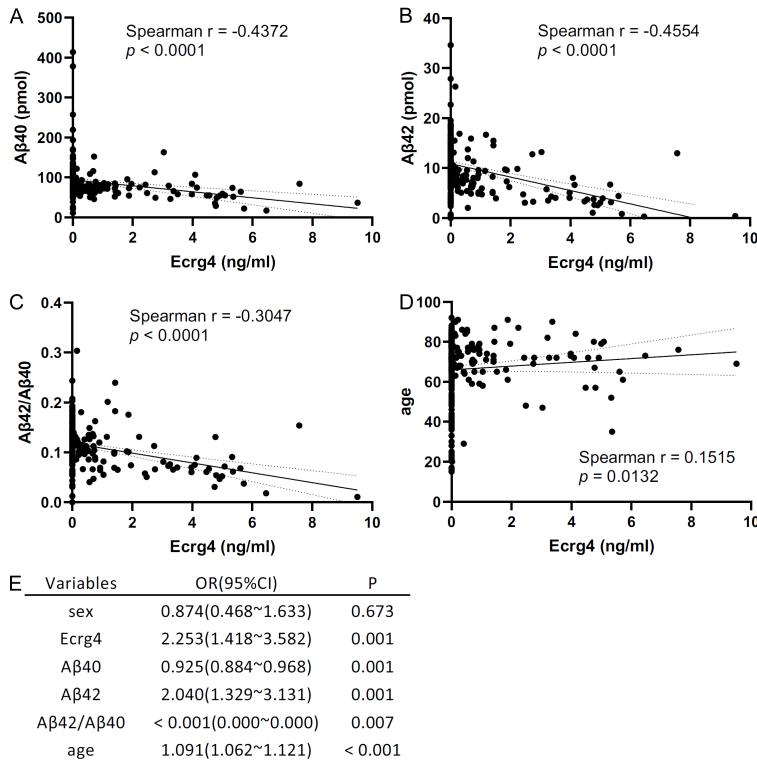 A
Spearman r = -0.4372
p < 0.0001
500
400
300
200
100
0
Aβ40 (pmol)
0 2 4 6 8 10
Ecrg4 (ng/ml)
B
Spearman r = -0.4554
p < 0.0001
40
30
20
10
0
Aβ42 (pmol)
0 2 4 6 8 10
Ecrg4 (ng/ml)
C
Spearman r = -0.3047
p < 0.0001
0.4
0.3
0.2
0.1
0.0
Aβ42/Aβ40
0 2 4 6 8 10
Ecrg4 (ng/ml)
D
100
80
60
40
20
0
age
Spearman r = 0.1515
p = 0.0132
0 2 4 6 8 10
Ecrg4 (ng/ml)
E
Variables OR(95%CI) P
sex 0.874(0.468~1.633) 0.673
Ecrg4 2.253(1.418~3.582) 0.001
Aβ40 0.925(0.884~0.968) 0.001
Aβ42 2.040(1.329~3.131) 0.001
Aβ42/Aβ40 < 0.001(0.000~0.000) 0.007
age 1.091(1.062~1.121) < 0.001